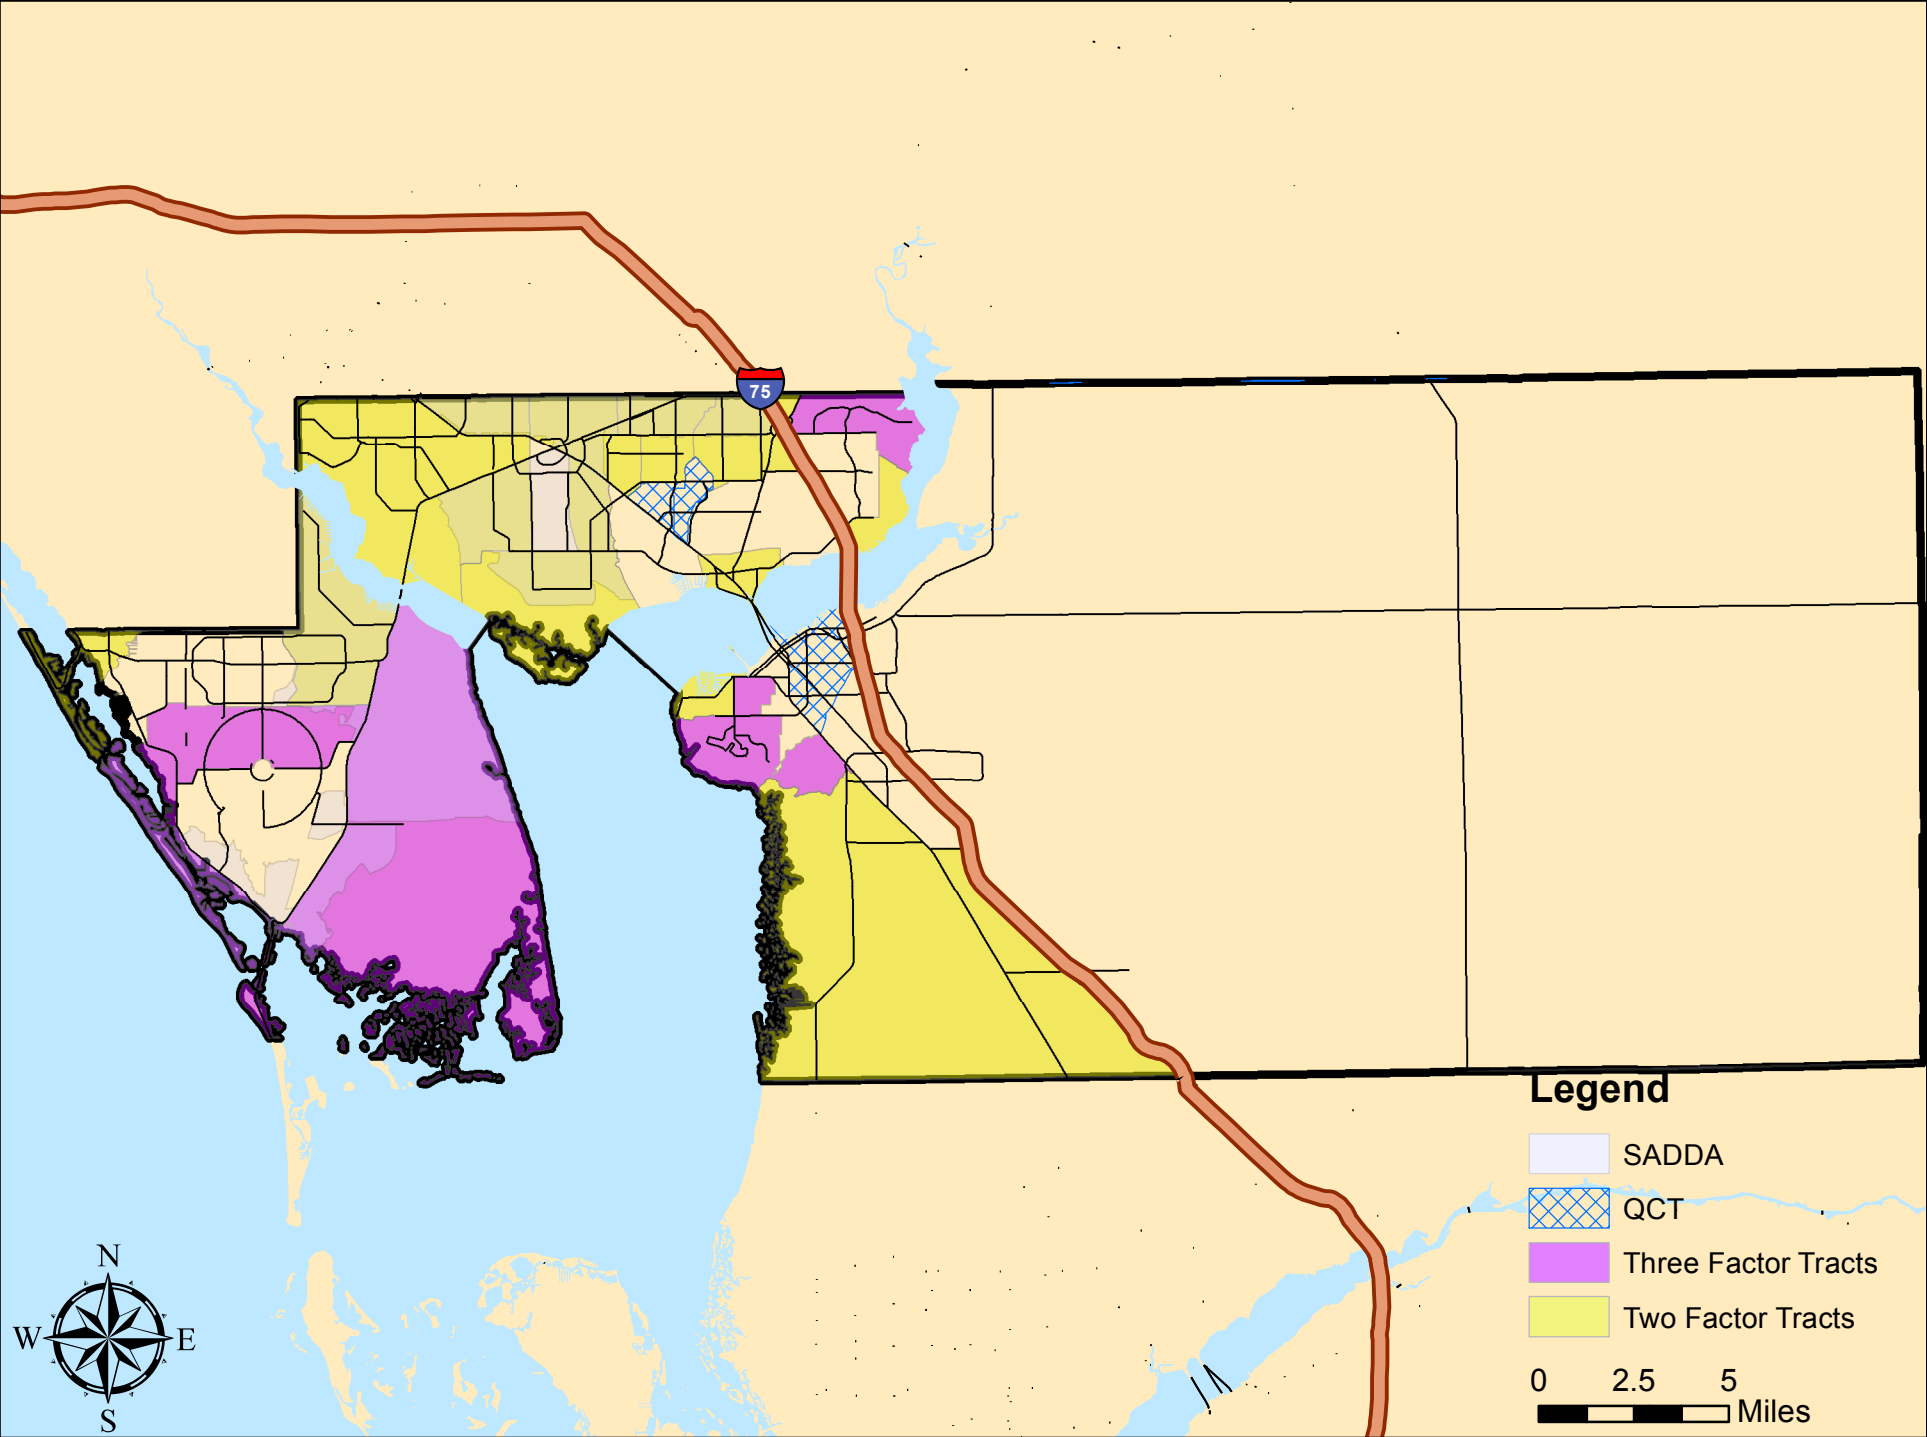 75
Legend
SADDA
QCT
Three Factor Tracts
Two Factor Tracts
0 2.5 5
Miles
N
W E
S